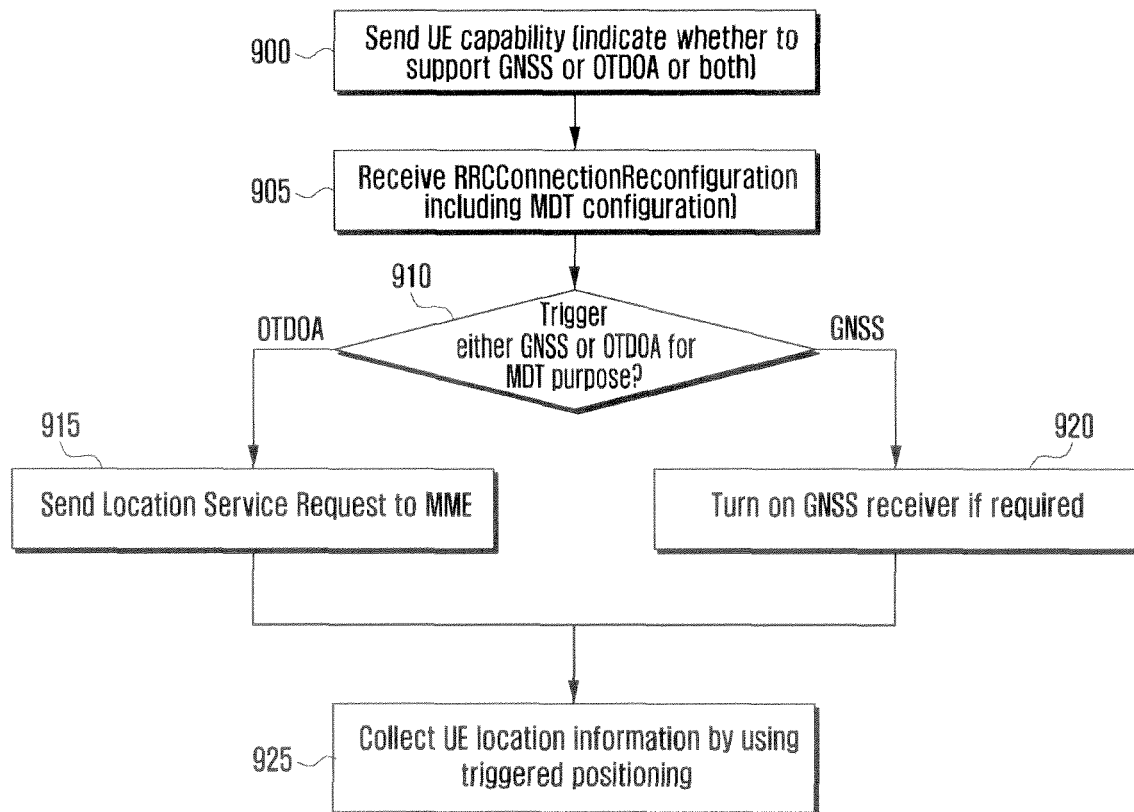 900
Send UE capability (indicate whether to
support GNSS or OTDOA or both)
905
Receive RRCConnectionReconfiguration
including MDT configuration)
910
OTDOA
Trigger
either GNSS or OTDOA for
MDT purpose?
GNSS
915
Send Location Service Request to MME
920
Turn on GNSS receiver if required
925
Collect UE location information by using
triggered positioning